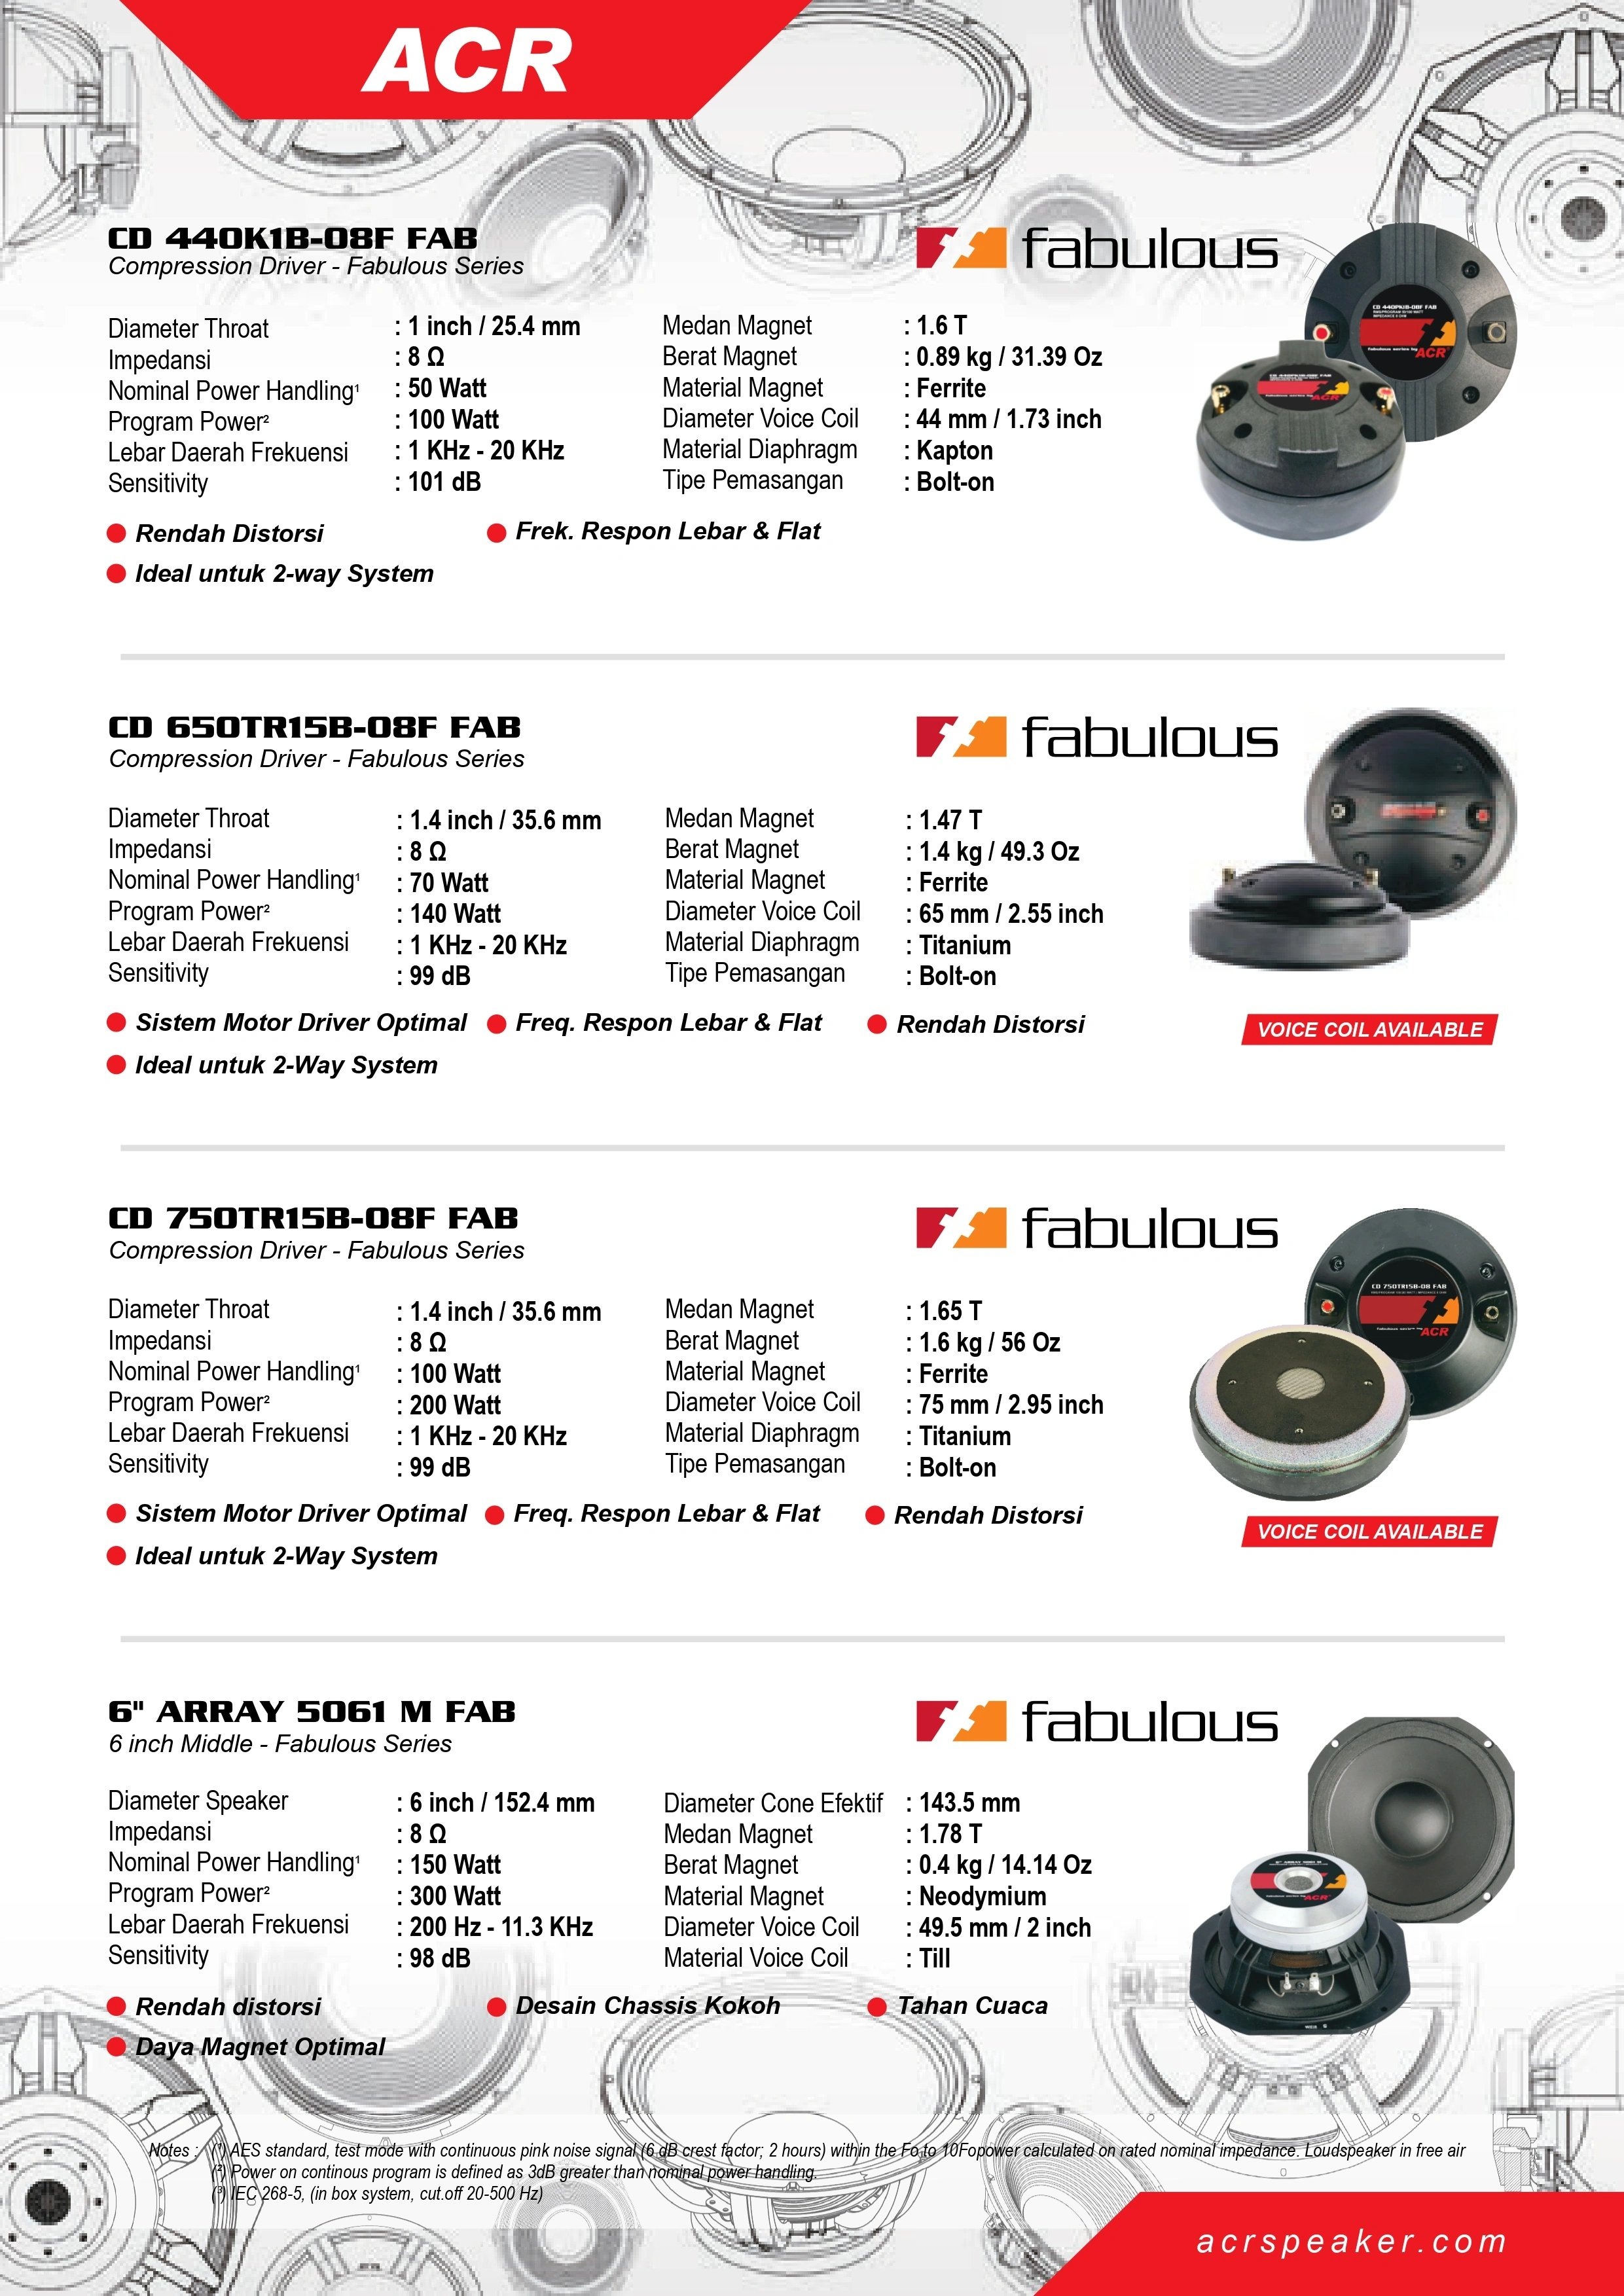 ACR
CD 440K1B-08F FAB
Compression Driver - Fabulous Series
fabulous
Diameter Throat : 1 inch / 25.4 mm
Impedansi : 8 Ω
Nominal Power Handling¹ : 50 Watt
Program Power² : 100 Watt
Lebar Daerah Frekuensi : 1 KHz - 20 KHz
Sensitivity : 101 dB
Medan Magnet : 1.6 T
Berat Magnet : 0.89 kg / 31.39 Oz
Material Magnet : Ferrite
Diameter Voice Coil : 44 mm / 1.73 inch
Material Diaphragm : Kapton
Tipe Pemasangan : Bolt-on
Rendah Distorsi
Frek. Respon Lebar & Flat
Ideal untuk 2-way System
CD 650TR15B-08F FAB
Compression Driver - Fabulous Series
fabulous
Diameter Throat : 1.4 inch / 35.6 mm
Impedansi : 8 Ω
Nominal Power Handling¹ : 70 Watt
Program Power² : 140 Watt
Lebar Daerah Frekuensi : 1 KHz - 20 KHz
Sensitivity : 99 dB
Medan Magnet : 1.47 T
Berat Magnet : 1.4 kg / 49.3 Oz
Material Magnet : Ferrite
Diameter Voice Coil : 65 mm / 2.55 inch
Material Diaphragm : Titanium
Tipe Pemasangan : Bolt-on
Sistem Motor Driver Optimal
Freq. Respon Lebar & Flat
Rendah Distorsi
Ideal untuk 2-Way System
VOICE COIL AVAILABLE
CD 750TR15B-08F FAB
Compression Driver - Fabulous Series
fabulous
CD 750TR15B-08 FAB
fabulous series by ACR
Diameter Throat : 1.4 inch / 35.6 mm
Impedansi : 8 Ω
Nominal Power Handling¹ : 100 Watt
Program Power² : 200 Watt
Lebar Daerah Frekuensi : 1 KHz - 20 KHz
Sensitivity : 99 dB
Medan Magnet : 1.65 T
Berat Magnet : 1.6 kg / 56 Oz
Material Magnet : Ferrite
Diameter Voice Coil : 75 mm / 2.95 inch
Material Diaphragm : Titanium
Tipe Pemasangan : Bolt-on
Sistem Motor Driver Optimal
Freq. Respon Lebar & Flat
Rendah Distorsi
Ideal untuk 2-Way System
VOICE COIL AVAILABLE
6" ARRAY 5061 M FAB
6 inch Middle - Fabulous Series
fabulous
Diameter Speaker : 6 inch / 152.4 mm
Impedansi : 8 Ω
Nominal Power Handling¹ : 150 Watt
Program Power² : 300 Watt
Lebar Daerah Frekuensi : 200 Hz - 11.3 KHz
Sensitivity : 98 dB
Diameter Cone Efektif : 143.5 mm
Medan Magnet : 1.78 T
Berat Magnet : 0.4 kg / 14.14 Oz
Material Magnet : Neodymium
Diameter Voice Coil : 49.5 mm / 2 inch
Material Voice Coil : Till
Rendah distorsi
Desain Chassis Kokoh
Tahan Cuaca
Daya Magnet Optimal
Notes : (¹) AES standard, test mode with continuous pink noise signal (6 dB crest factor; 2 hours) within the Fo to 10Fopower calculated on rated nominal impedance. Loudspeaker in free air
(²) Power on continous program is defined as 3dB greater than nominal power handling.
(³) IEC 268-5, (in box system, cut.off 20-500 Hz)
acrspeaker.com